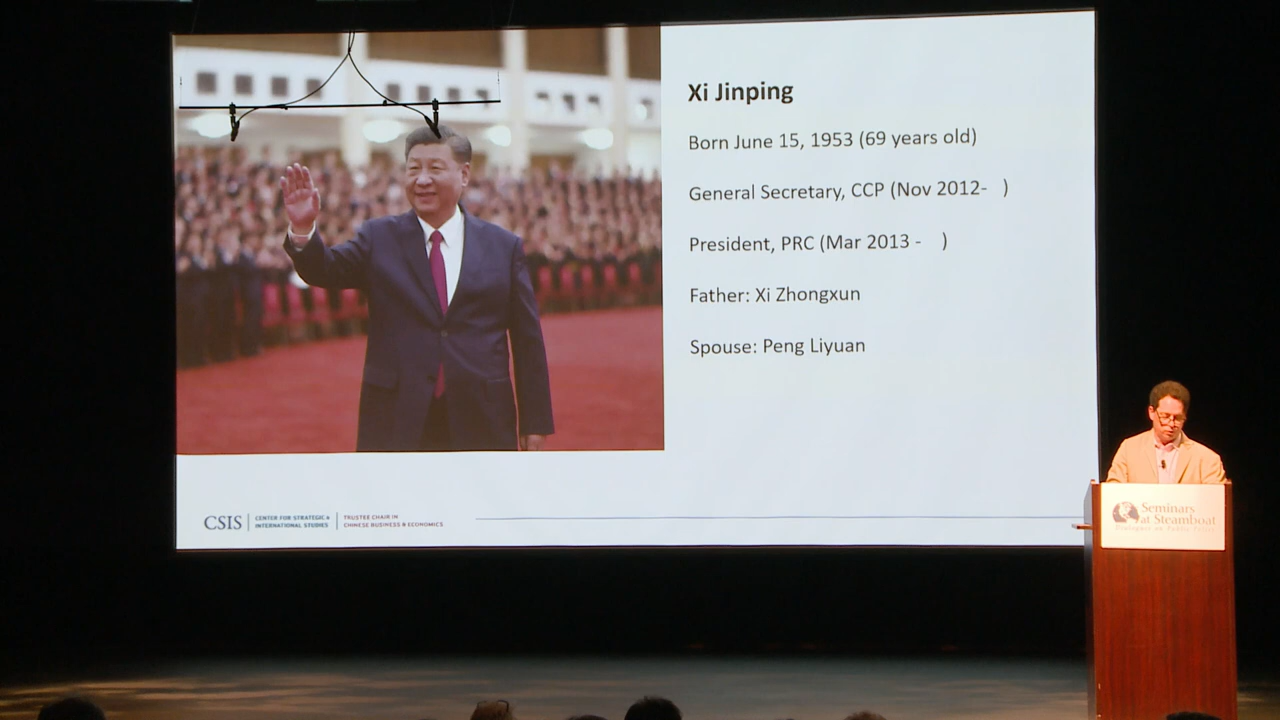 Xi Jinping
Born June 15, 1953 (69 years old)
General Secretary, CCP (Nov 2012-   )
President, PRC (Mar 2013 -   )
Father: Xi Zhongxun
Spouse: Peng Liyuan
CSIS
CENTER FOR STRATEGIC &
INTERNATIONAL STUDIES
TRUSTEE CHAIR IN
CHINESE BUSINESS & ECONOMICS
Seminars
at Steamboat